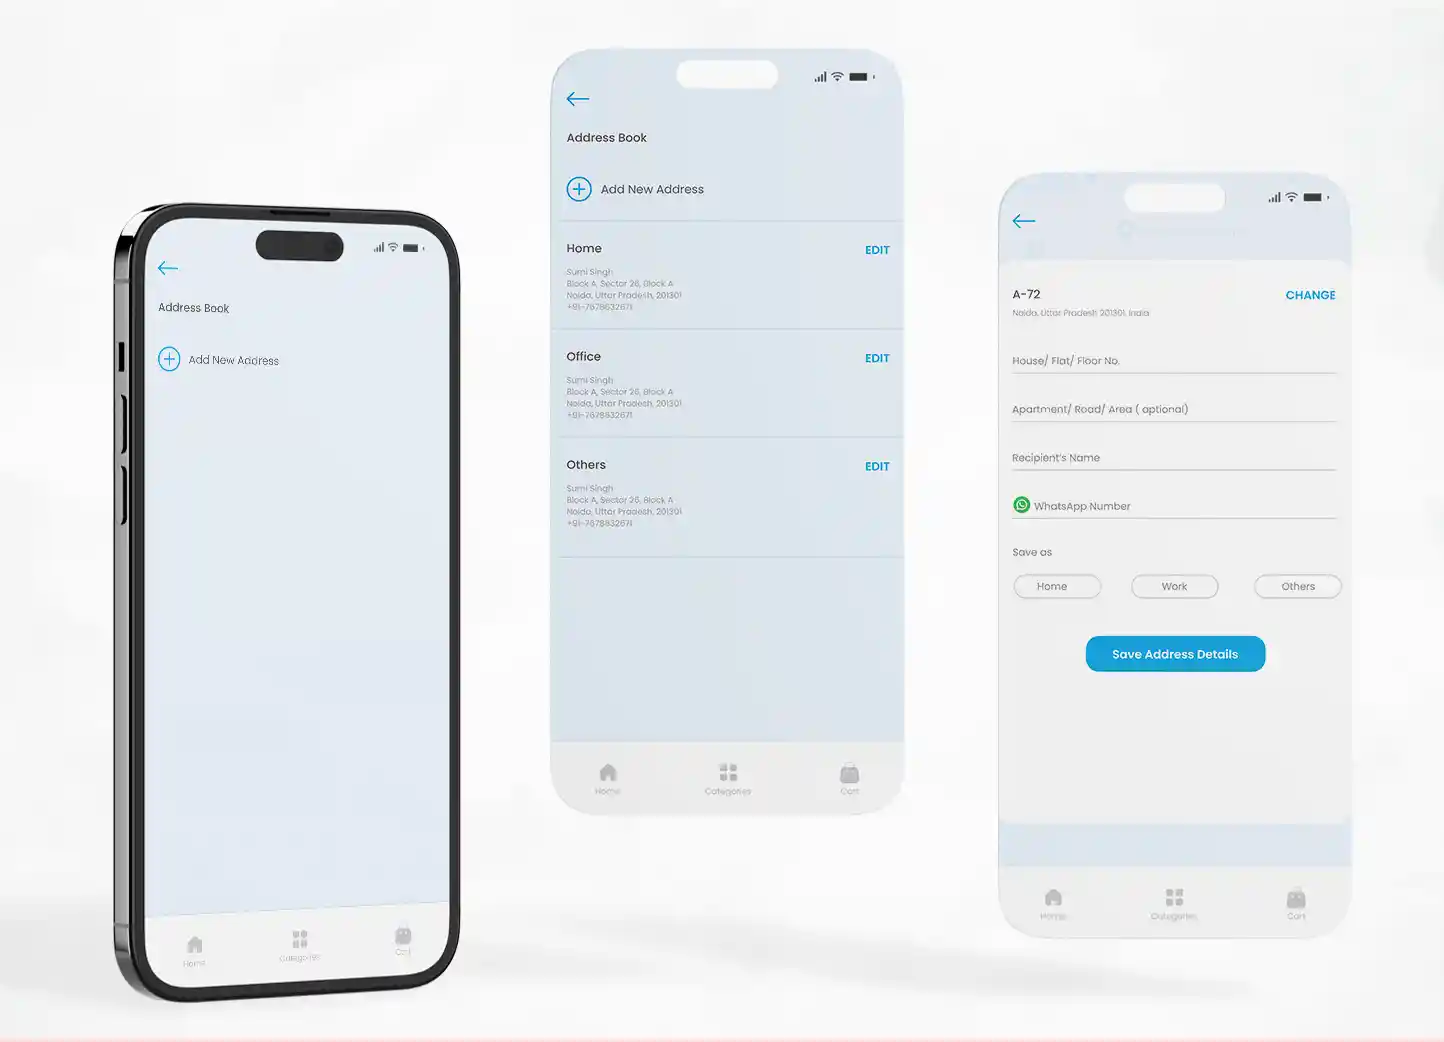 Address Book
Add New Address
Home
Categories
Cart
Address Book
Add New Address
Home
EDIT
Sumi Singh
Block A, Sector 26, Block A
Noida, Uttar Pradesh, 201301
+91-7678632671
Office
EDIT
Sumi Singh
Block A, Sector 26, Block A
Noida, Uttar Pradesh, 201301
+91-7678632671
Others
EDIT
Sumi Singh
Block A, Sector 26, Block A
Noida, Uttar Pradesh, 201301
+91-7678632671
Home
Categories
Cart
A-72
CHANGE
Noida, Uttar Pradesh 201301, India
House/ Flat/ Floor No.
Apartment/ Road/ Area ( optional)
Recipient's Name
WhatsApp Number
Save as
Home
Work
Others
Save Address Details
Home
Categories
Cart